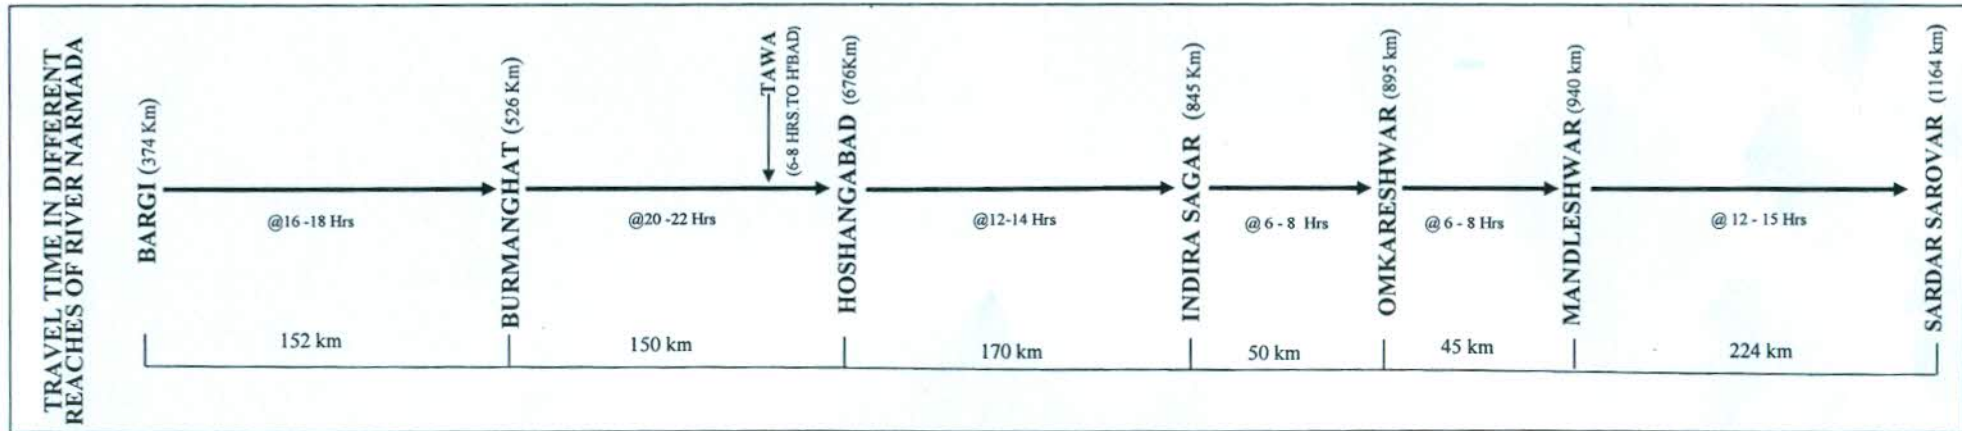 TRAVEL TIME IN DIFFERENT
REACHES OF RIVER NARMADA
BARGI (374 Km)
@16 -18 Hrs
BURMANGHAT (526 Km)
@20 -22 Hrs
TAWA
(6-8 HRS.TO H'BAD)
HOSHANGABAD (676Km)
@12-14 Hrs
INDIRA SAGAR (845 Km)
@ 6 - 8 Hrs
OMKARESHWAR (895 km)
@ 6 - 8 Hrs
MANDLESHWAR (940 km)
@ 12 - 15 Hrs
SARDAR SAROVAR (1164 km)
152 km
150 km
170 km
50 km
45 km
224 km